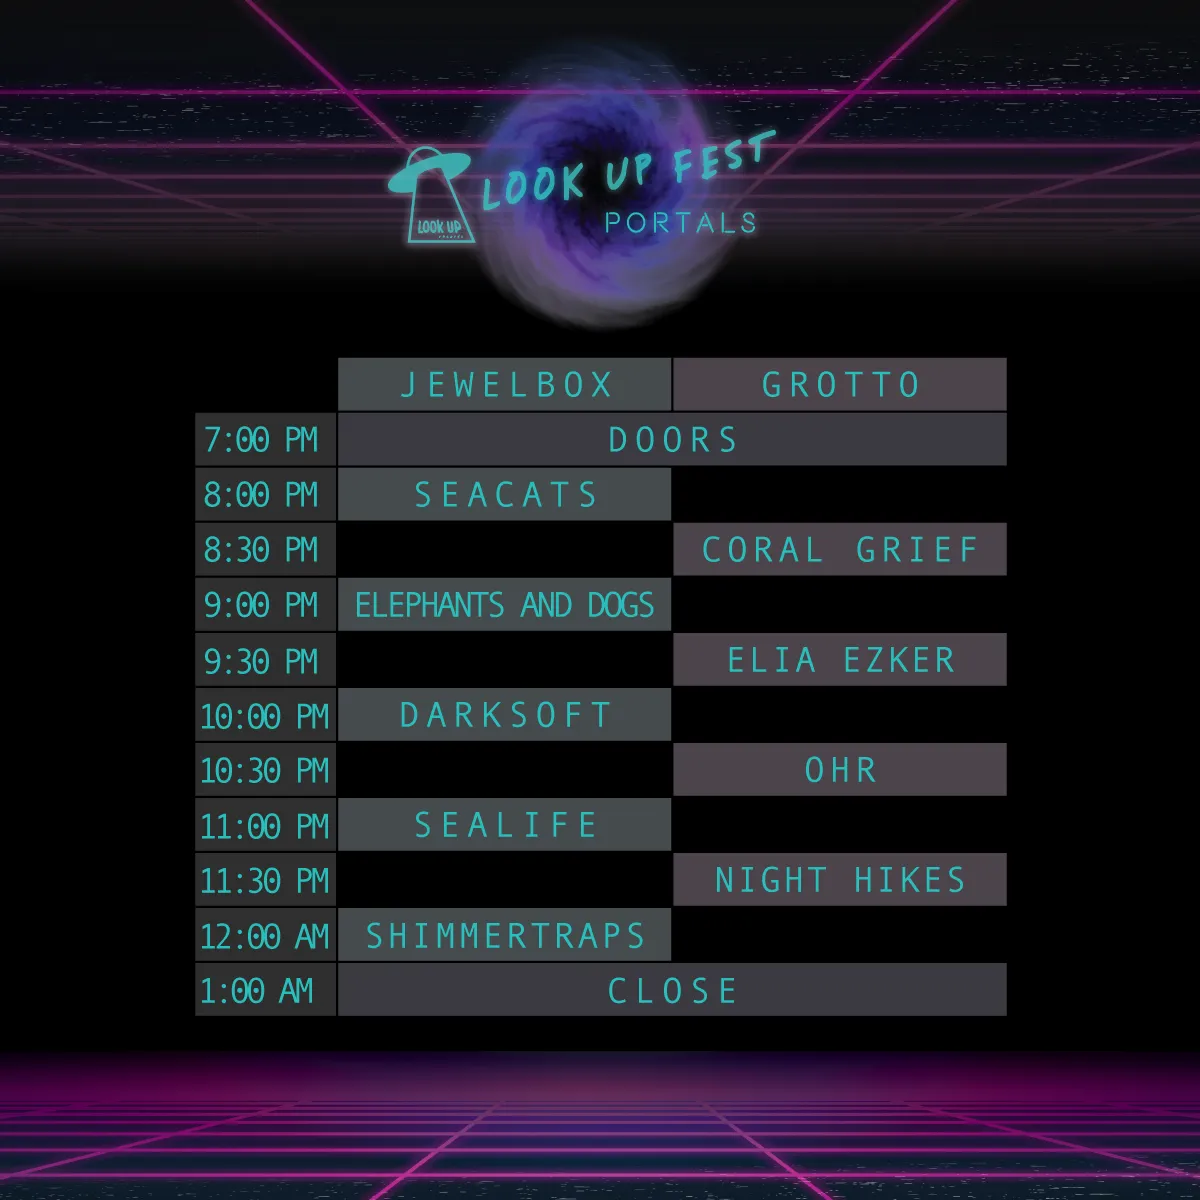 LOOK UP FEST
PORTALS
LOOK UP
JEWELBOX GROTTO
7:00 PM DOORS
8:00 PM SEACATS
8:30 PM CORAL GRIEF
9:00 PM ELEPHANTS AND DOGS
9:30 PM ELIA EZKER
10:00 PM DARKSOFT
10:30 PM OHR
11:00 PM SEALIFE
11:30 PM NIGHT HIKES
12:00 AM SHIMMERTRAPS
1:00 AM CLOSE